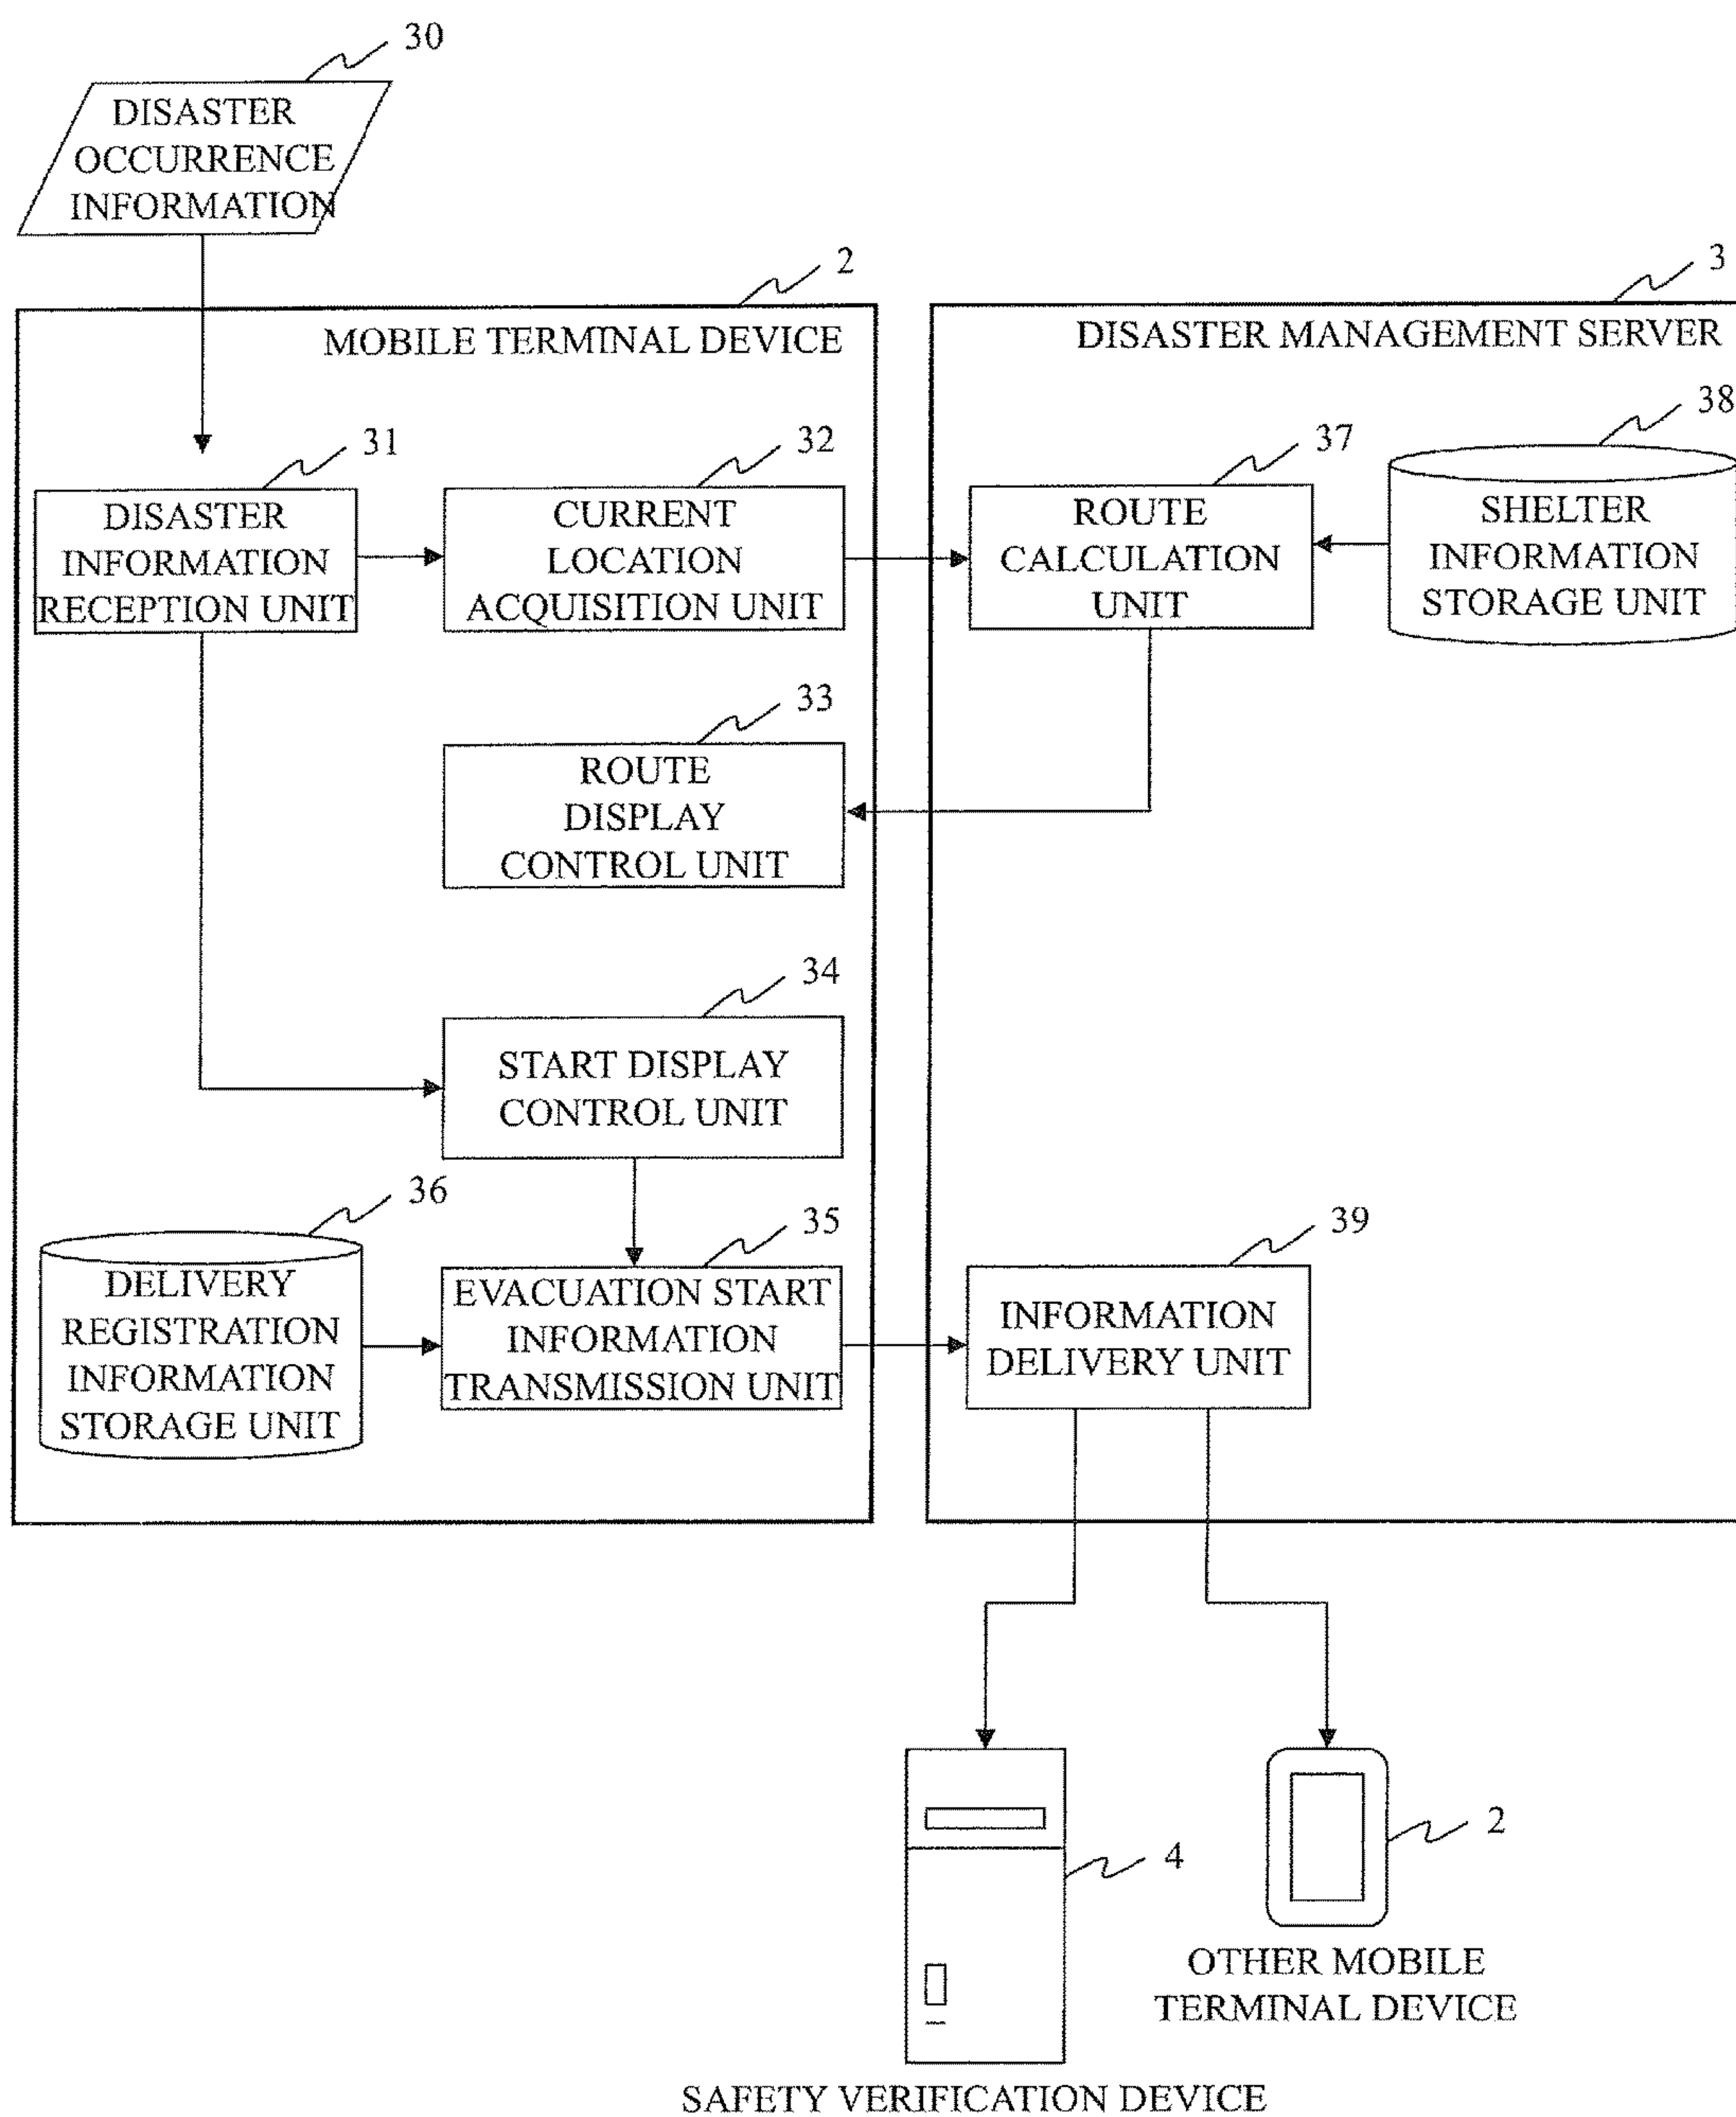 30
DISASTER
OCCURRENCE
INFORMATION
2
3
MOBILE TERMINAL DEVICE
DISASTER MANAGEMENT SERVER
31
32
37
38
DISASTER
INFORMATION
RECEPTION UNIT
CURRENT
LOCATION
ACQUISITION UNIT
ROUTE
CALCULATION
UNIT
SHELTER
INFORMATION
STORAGE UNIT
33
ROUTE
DISPLAY
CONTROL UNIT
34
START DISPLAY
CONTROL UNIT
36
35
39
DELIVERY
REGISTRATION
INFORMATION
STORAGE UNIT
EVACUATION START
INFORMATION
TRANSMISSION UNIT
INFORMATION
DELIVERY UNIT
4
2
OTHER MOBILE
TERMINAL DEVICE
SAFETY VERIFICATION DEVICE